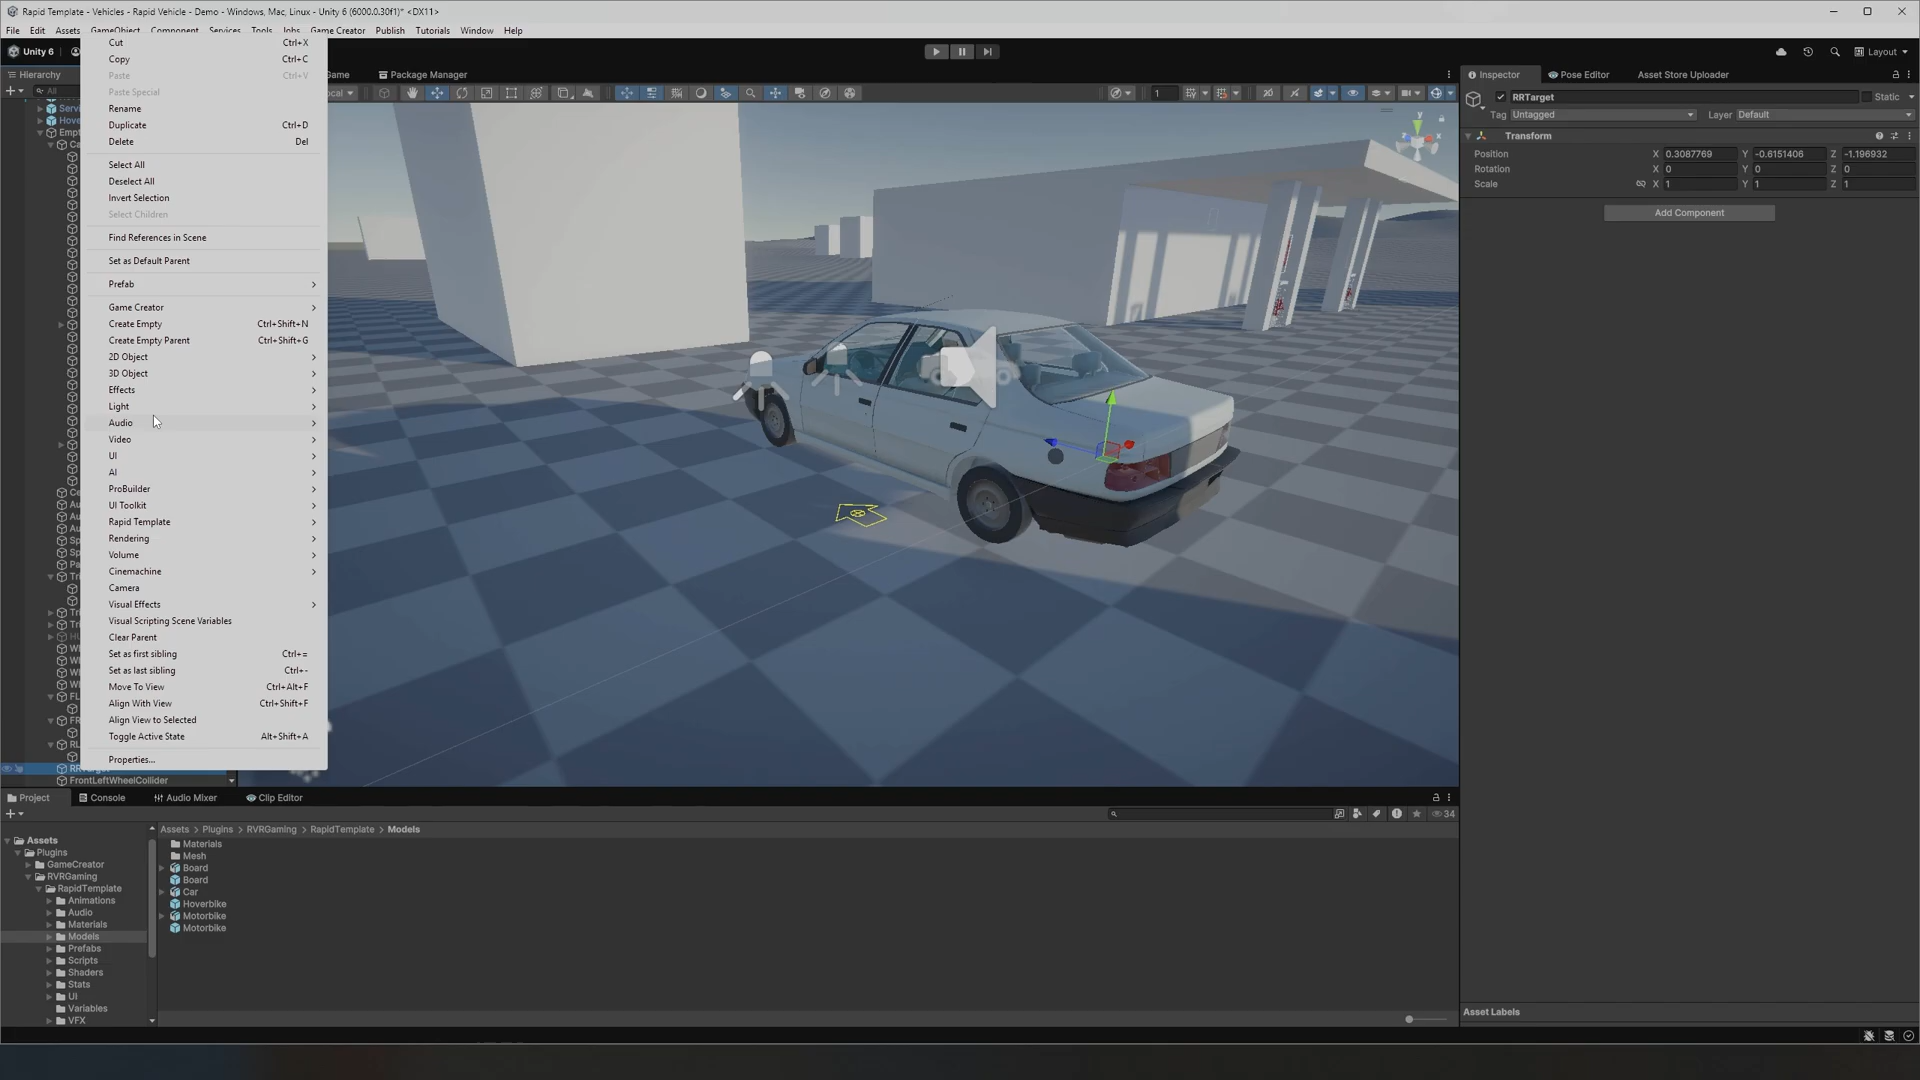 Rapid Template - Vehicles - Rapid Vehicle - Demo - Windows, Mac, Linux - Unity 6 (6000.0.30f1)* <DX11>
File Edit Assets GameObject Component Services Tools Jobs Game Creator Publish Tutorials Window Help
Unity 6
Layout
Hierarchy
Game
Package Manager
Inspector
Pose Editor
Asset Store Uploader
All
1
RRTarget
Static
Tag Untagged
Layer Default
Transform
Position X 0.3087769 Y -0.6151406 Z -1.196932
Rotation X 0 Y 0 Z 0
Scale X 1 Y 1 Z 1
Add Component
Cut Ctrl+X
Copy Ctrl+C
Paste Ctrl+V
Paste Special
Rename
Duplicate Ctrl+D
Delete Del
Select All
Deselect All
Invert Selection
Select Children
Find References in Scene
Set as Default Parent
Prefab
Game Creator
Create Empty Ctrl+Shift+N
Create Empty Parent Ctrl+Shift+G
2D Object
3D Object
Effects
Light
Audio
Video
UI
AI
ProBuilder
UI Toolkit
Rapid Template
Rendering
Volume
Cinemachine
Camera
Visual Effects
Visual Scripting Scene Variables
Clear Parent
Set as first sibling Ctrl+=
Set as last sibling Ctrl+-
Move To View Ctrl+Alt+F
Align With View Ctrl+Shift+F
Align View to Selected
Toggle Active State Alt+Shift+A
Properties...
FrontLeftWheelCollider
Project
Console
Audio Mixer
Clip Editor
34
Assets > Plugins > RVRGaming > RapidTemplate > Models
Assets
Plugins
GameCreator
RVRGaming
RapidTemplate
Animations
Audio
Materials
Models
Prefabs
Scripts
Shaders
Stats
UI
Variables
VFX
Materials
Mesh
Board
Board
Car
Hoverbike
Motorbike
Motorbike
Asset Labels